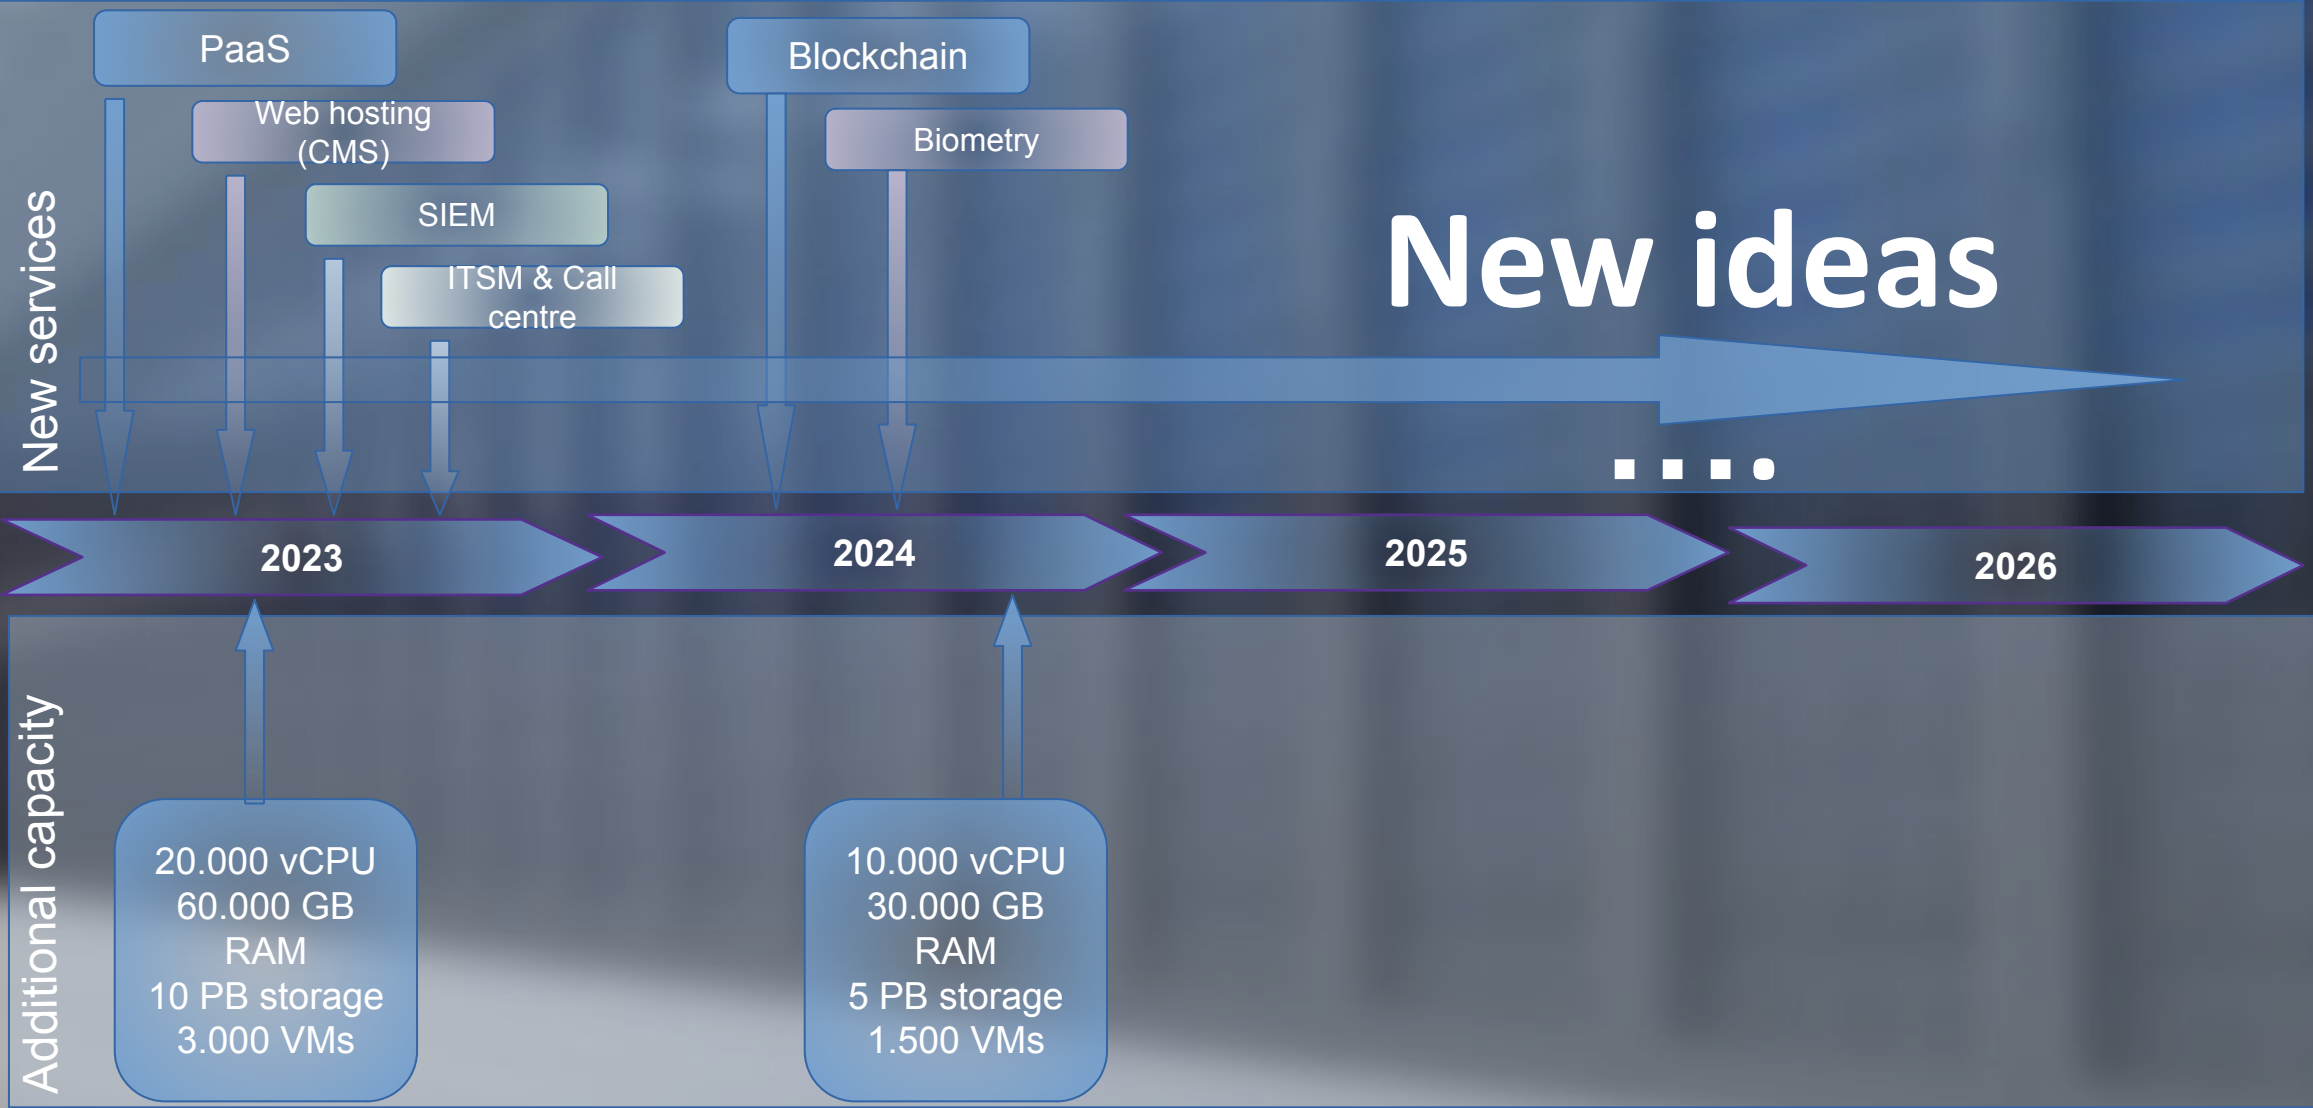 PaaS
Blockchain
Web hosting
(CMS)
Biometry
SIEM
ITSM & Call
centre
New services
New ideas
....
2023
2024
2025
2026
Additional capacity
20.000 vCPU
60.000 GB
RAM
10 PB storage
3.000 VMs
10.000 vCPU
30.000 GB
RAM
5 PB storage
1.500 VMs